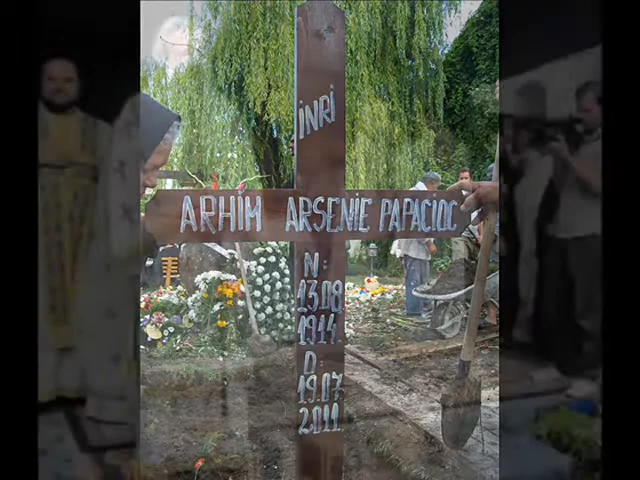 INRI
ARHIM ARSENIE PAPACIOC
N:
13.08
1914.
D:
19.07
2011